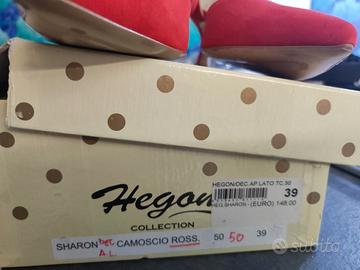 HEGON/DEC.AP.LATO TC.50
39
HEG.SHARON - (EURO) 148,00
Hegon
COLLECTION
SHARON DEC A.L. CAMOSCIO ROSS. 50 50 39
subito